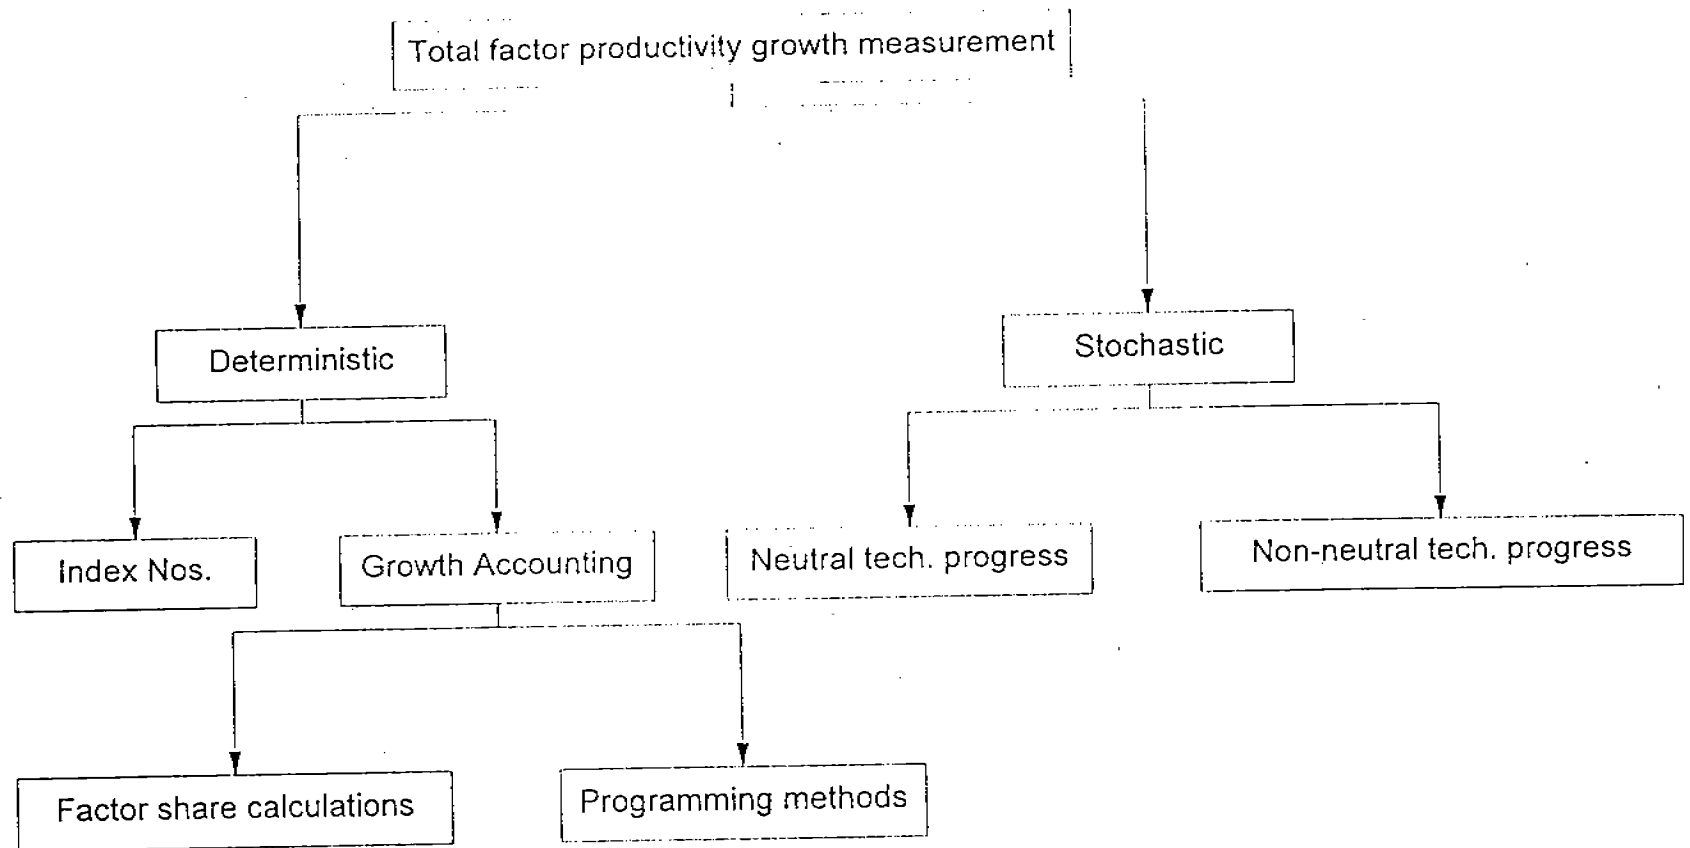 Total factor productivity growth measurement
Deterministic
Stochastic
Index Nos.
Growth Accounting
Neutral tech. progress
Non-neutral tech. progress
Factor share calculations
Programming methods